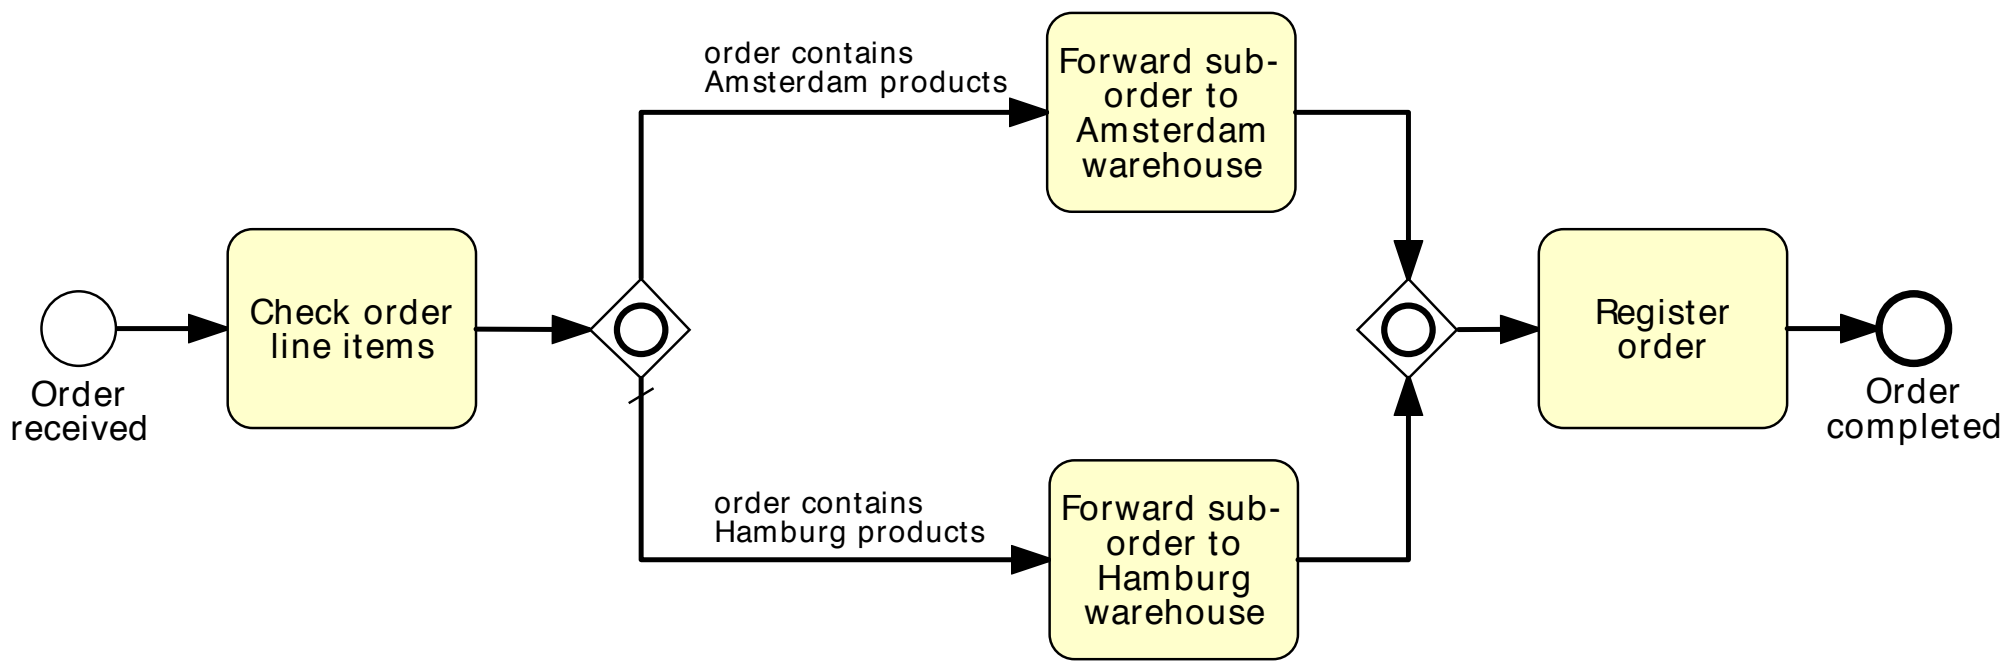 Order
received
Check order
line items
order contains
Amsterdam products
Forward sub-
order to
Amsterdam
warehouse
order contains
Hamburg products
Forward sub-
order to
Hamburg
warehouse
Register
order
Order
completed